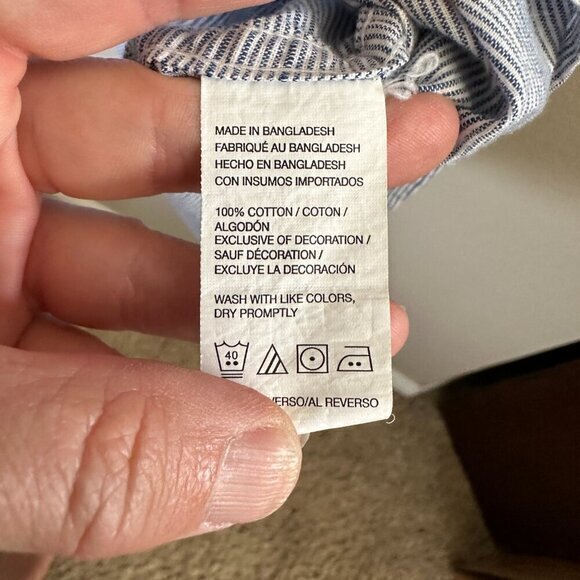 MADE IN BANGLADESH
FABRIQUÉ AU BANGLADESH
HECHO EN BANGLADESH
CON INSUMOS IMPORTADOS
100% COTTON / COTON /
ALGODÓN
EXCLUSIVE OF DECORATION /
SAUF DÉCORATION /
EXCLUYE LA DECORACIÓN
WASH WITH LIKE COLORS,
DRY PROMPTLY
40
/AL REVERSO